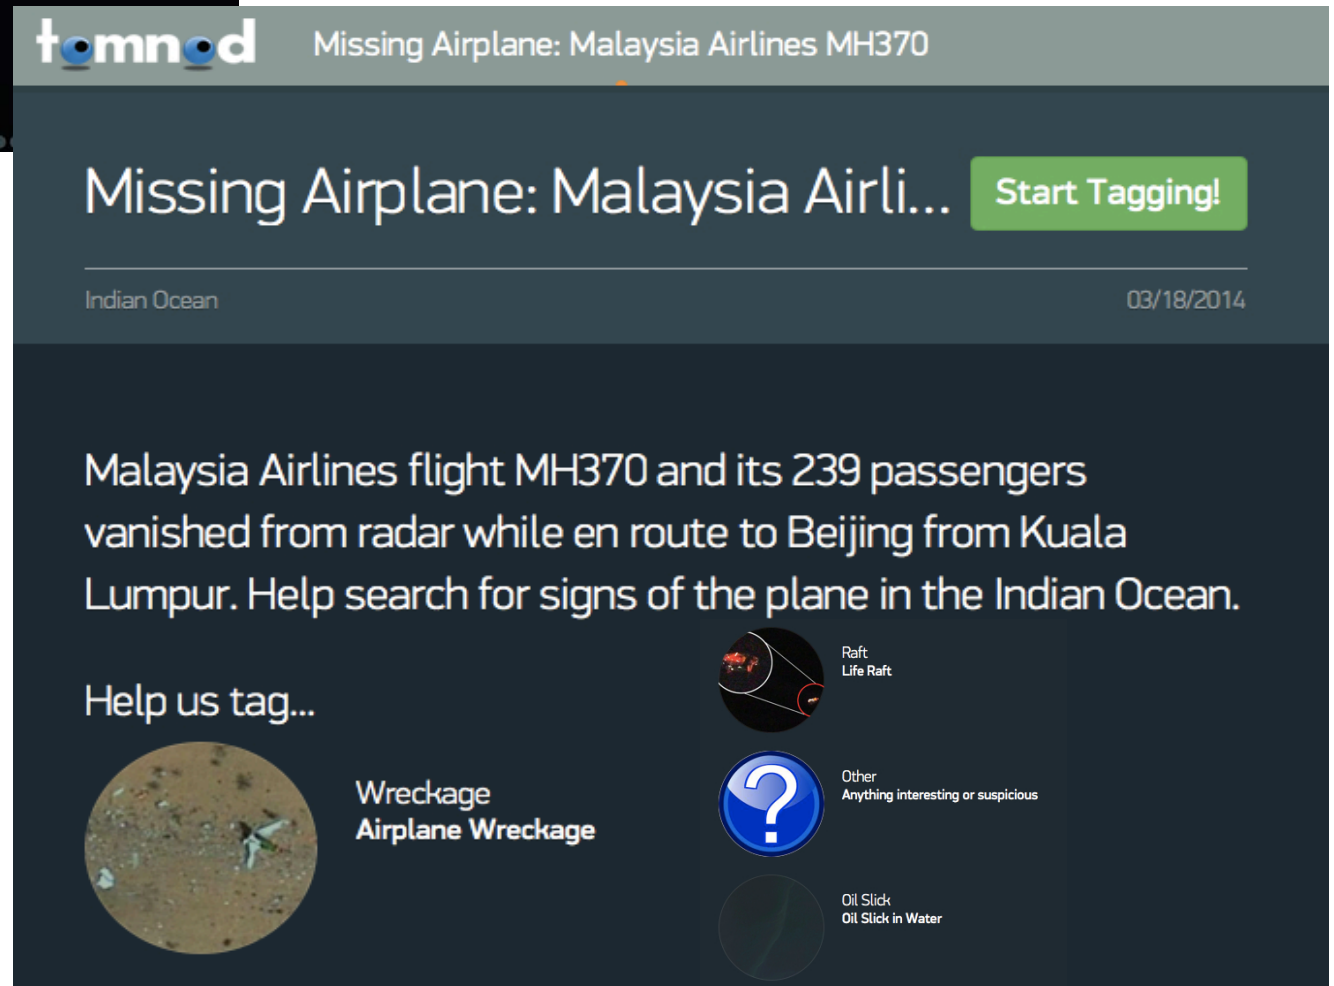 tomnod
Missing Airplane: Malaysia Airlines MH370
Missing Airplane: Malaysia Airli...
Start Tagging!
Indian Ocean
03/18/2014
Malaysia Airlines flight MH370 and its 239 passengers
vanished from radar while en route to Beijing from Kuala
Lumpur. Help search for signs of the plane in the Indian Ocean.
Help us tag...
Wreckage
Airplane Wreckage
Raft
Life Raft
?
Other
Anything interesting or suspicious
Oil Slick
Oil Slick in Water